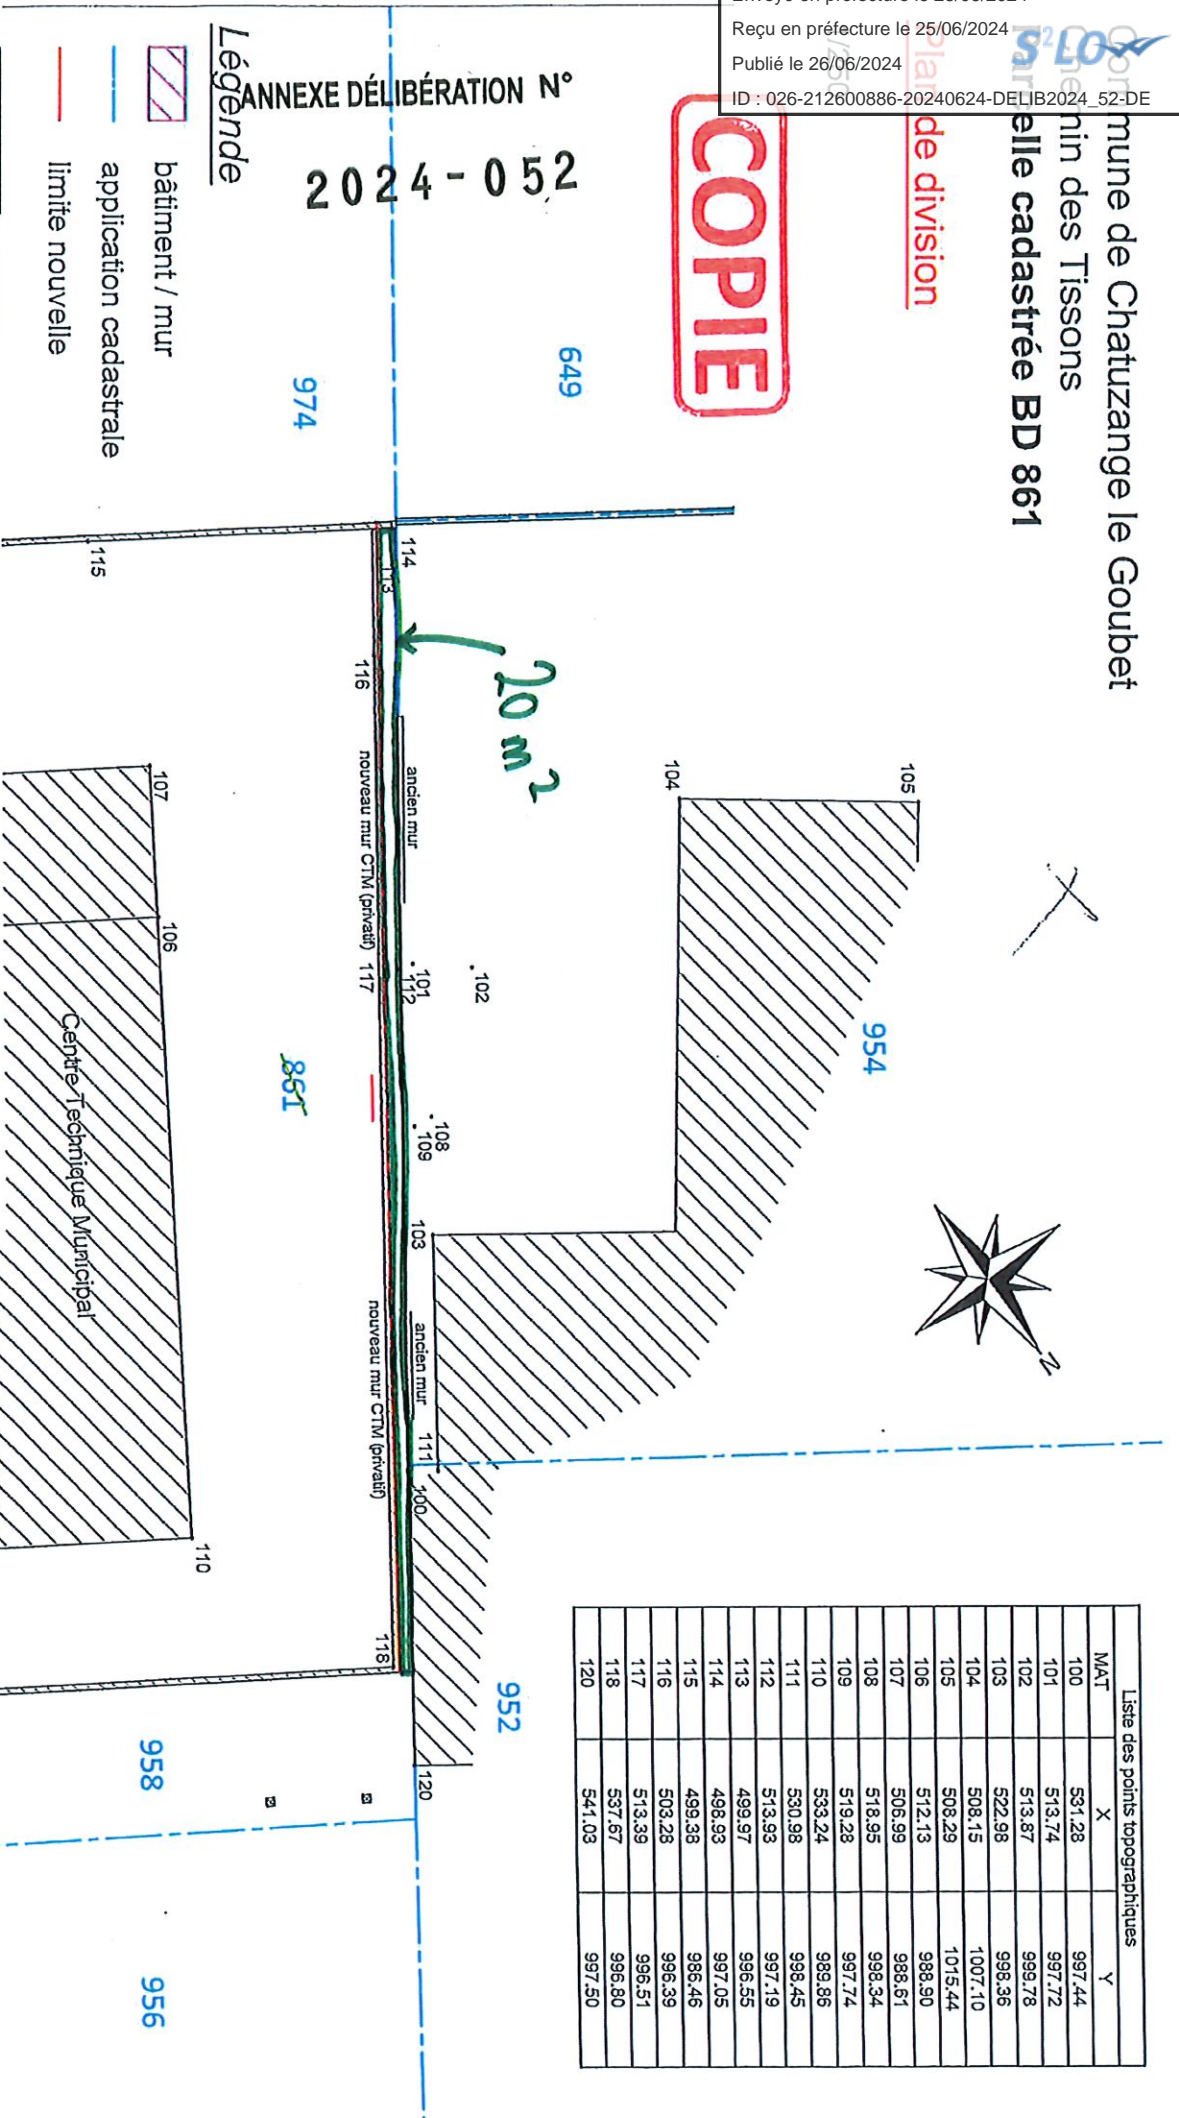 Reçu en préfecture le 25/06/2024
Publié le 26/06/2024
ID : 026-212600886-20240624-DELIB2024_52-DE
S²LO
Commune de Chatuzange le Goubet
Chemin des Tissons
Parcelle cadastrée BD 861
Plan de division
COPIE
ANNEXE DÉLIBÉRATION N°
2024-052
Légende
bâtiment / mur
application cadastrale
limite nouvelle
649
974
954
861
952
958
956
20 m²
105
104
102
101
112
108
109
103
111
100
120
118
117
116
113
114
115
107
106
110
ancien mur
nouveau mur CTM (privatif)
ancien mur
nouveau mur CTM (privatif)
Centre Technique Municipal
N
Liste des points topographiques
MAT X Y
100 531.28 997.44
101 513.74 997.72
102 513.87 999.78
103 522.98 998.36
104 508.15 1007.10
105 508.29 1015.44
106 512.13 988.90
107 506.99 988.61
108 518.95 998.34
109 519.28 997.74
110 533.24 989.86
111 530.98 998.45
112 513.93 997.19
113 499.97 996.55
114 498.93 997.05
115 499.38 986.46
116 503.28 996.39
117 513.39 996.51
118 537.67 996.80
120 541.03 997.50